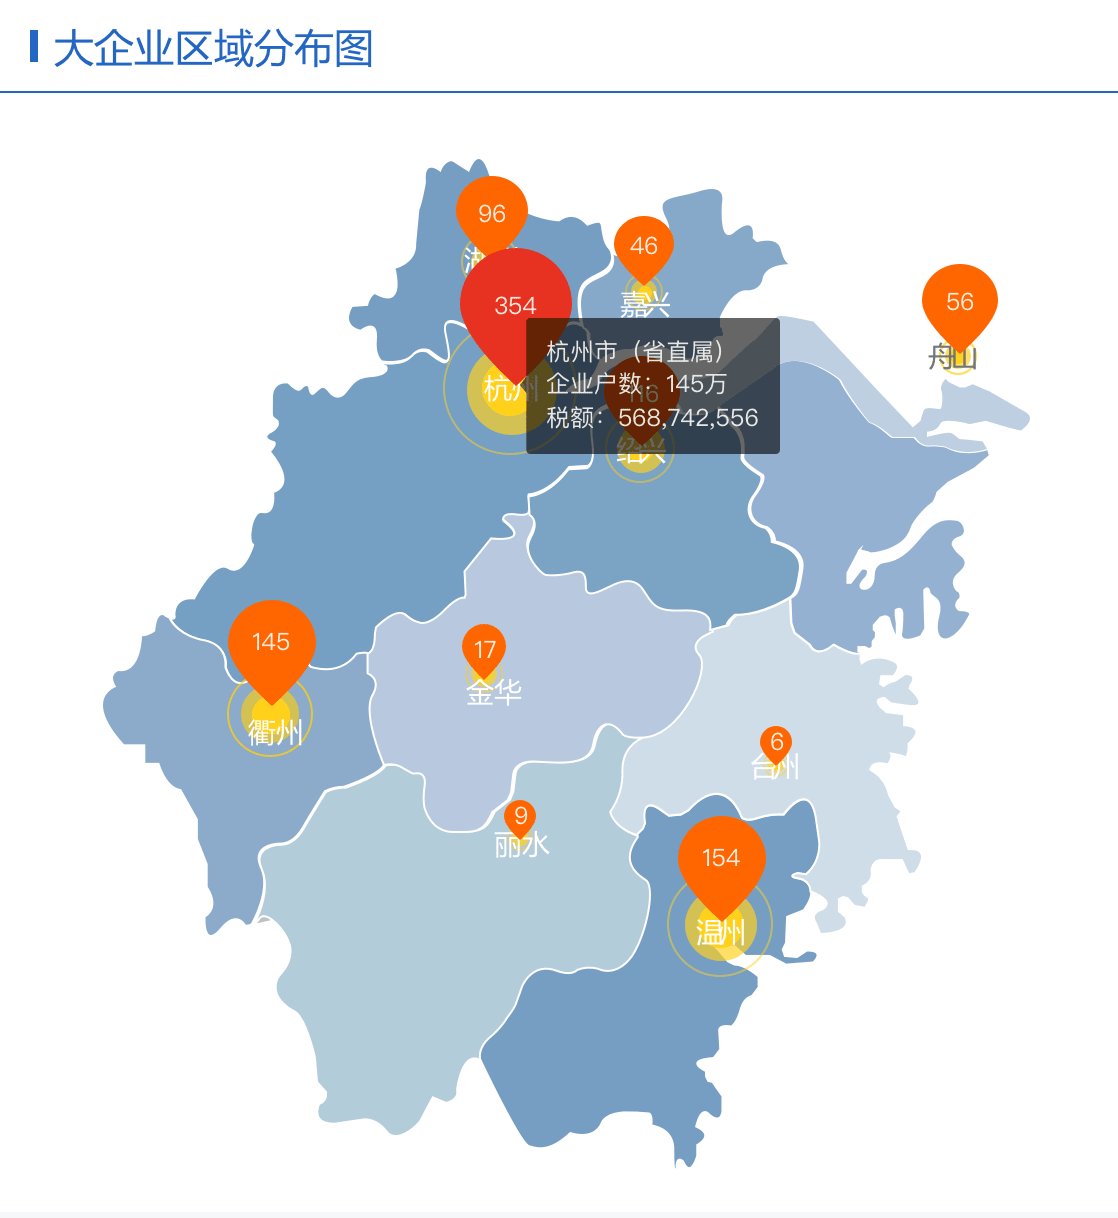 大企业区域分布图
96
46
354
嘉兴
56
舟山
杭州
杭州市（省直属）
企业户数：145万
税额：568,742,556
116
绍兴
145
衢州
17
金华
6
台州
9
丽水
154
温州